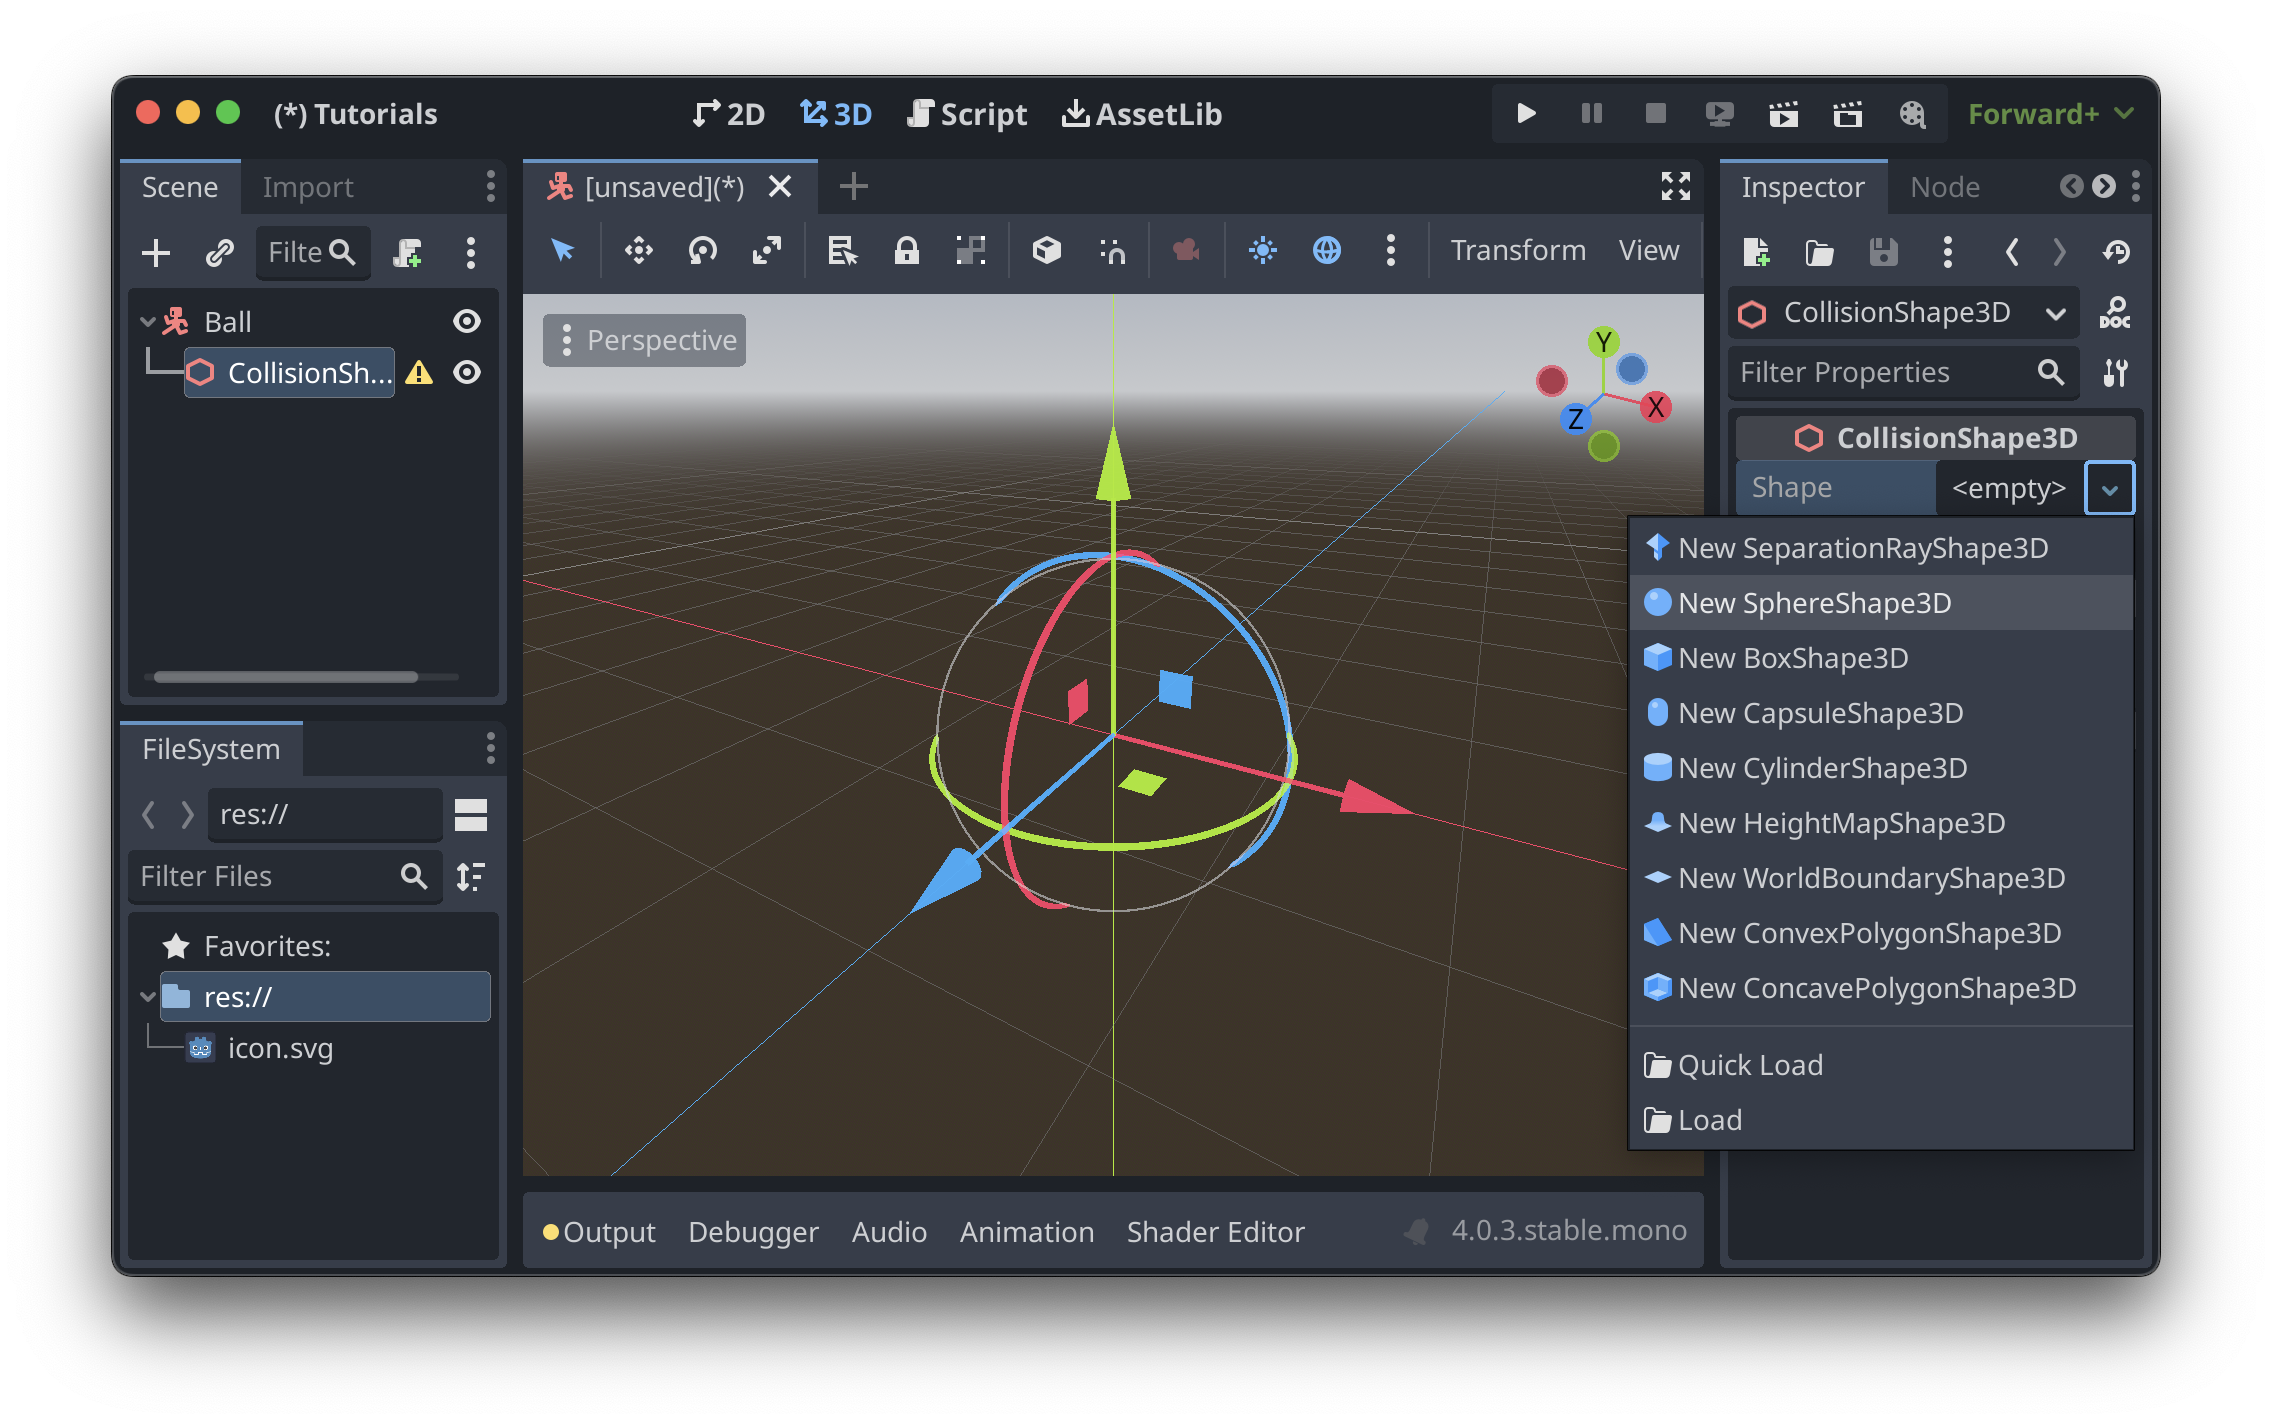 (*) Tutorials
2D 3D Script AssetLib
Forward+
Scene Import
[unsaved](*)
Inspector Node
Filte
Transform View
Ball
CollisionSh...
Perspective
Y
X
Z
CollisionShape3D
DOC
Filter Properties
CollisionShape3D
Shape <empty>
New SeparationRayShape3D
New SphereShape3D
New BoxShape3D
New CapsuleShape3D
New CylinderShape3D
New HeightMapShape3D
New WorldBoundaryShape3D
New ConvexPolygonShape3D
New ConcavePolygonShape3D
Quick Load
Load
FileSystem
res://
Filter Files
Favorites:
res://
icon.svg
Output Debugger Audio Animation Shader Editor 4.0.3.stable.mono